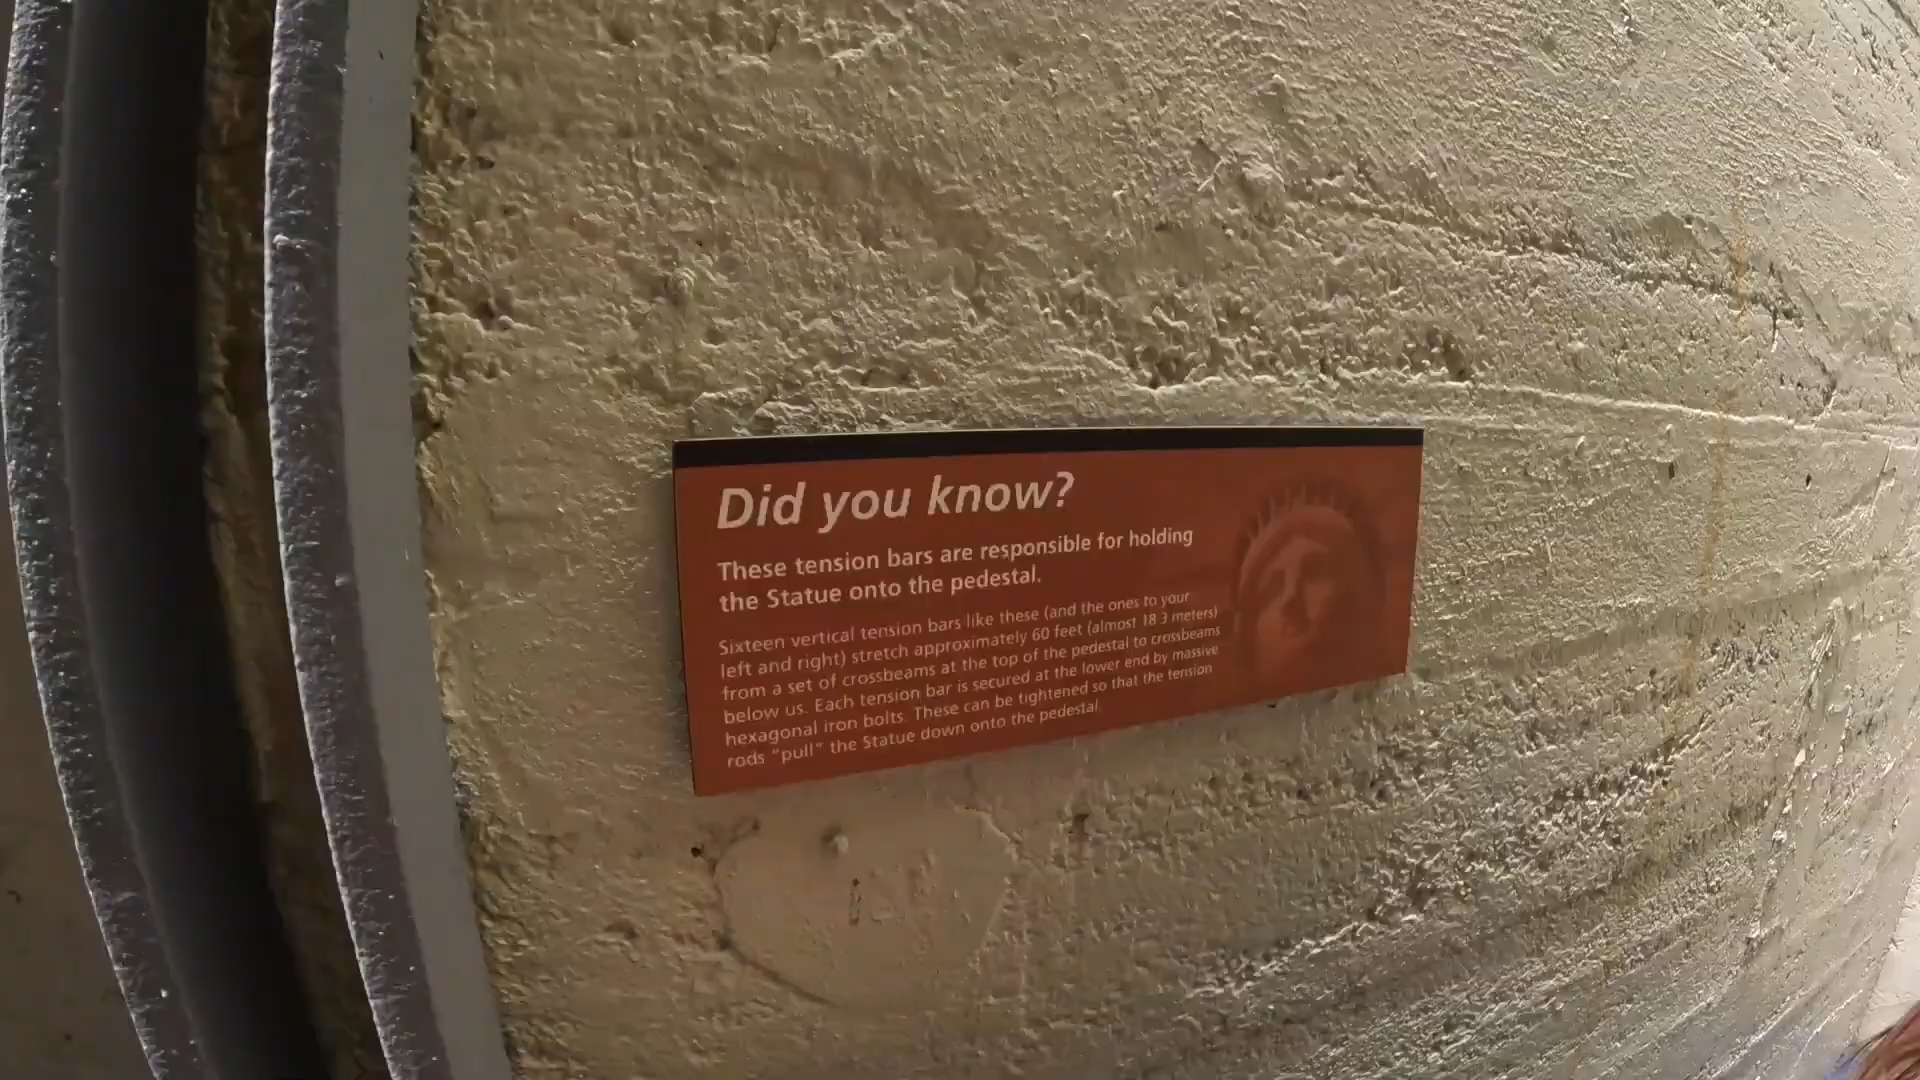 Did you know?
These tension bars are responsible for holding
the Statue onto the pedestal.
Sixteen vertical tension bars like these (and the ones to your
left and right) stretch approximately 60 feet (almost 18.3 meters)
from a set of crossbeams at the top of the pedestal to crossbeams
below us. Each tension bar is secured at the lower end by massive
hexagonal iron bolts. These can be tightened so that the tension
rods "pull" the Statue down onto the pedestal.